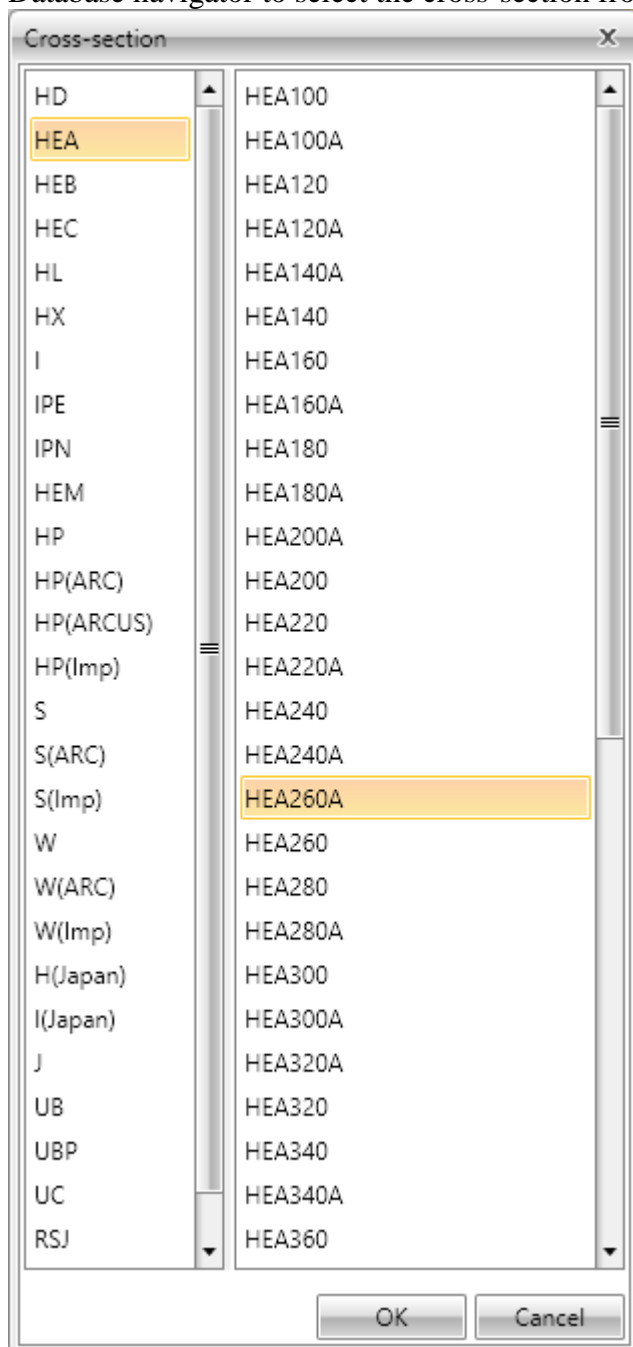 Database navigator to select the cross-section fro
Cross-section
HD
HEA
HEB
HEC
HL
HX
I
IPE
IPN
HEM
HP
HP(ARC)
HP(ARCUS)
HP(Imp)
S
S(ARC)
S(Imp)
W
W(ARC)
W(Imp)
H(Japan)
I(Japan)
J
UB
UBP
UC
RSJ
HEA100
HEA100A
HEA120
HEA120A
HEA140A
HEA140
HEA160
HEA160A
HEA180
HEA180A
HEA200A
HEA200
HEA220
HEA220A
HEA240
HEA240A
HEA260A
HEA260
HEA280
HEA280A
HEA300
HEA300A
HEA320A
HEA320
HEA340
HEA340A
HEA360
OK
Cancel